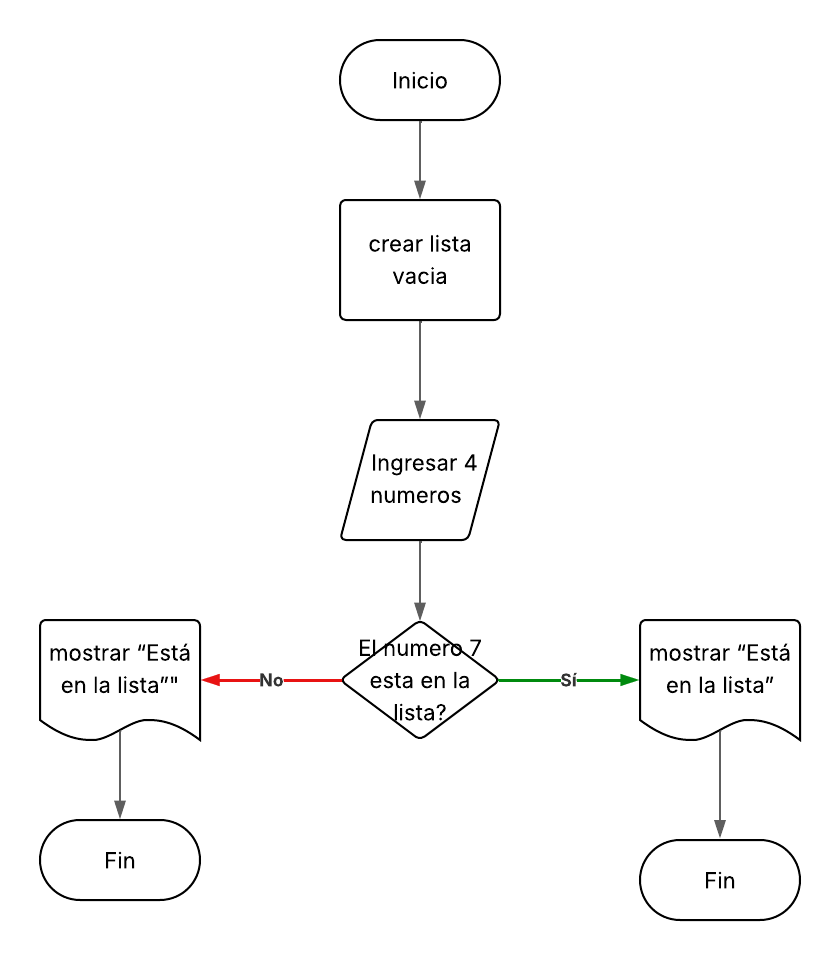 Inicio
crear lista
vacia
Ingresar 4
numeros
El numero 7
esta en la
lista?
No
Sí
mostrar “Está
en la lista”"
mostrar “Está
en la lista”
Fin
Fin